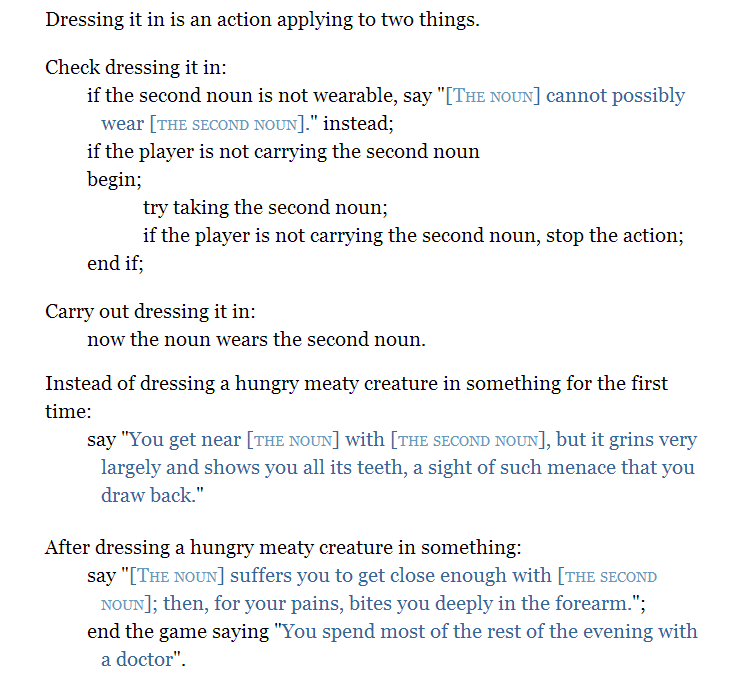 Dressing it in is an action applying to two things.
Check dressing it in:
if the second noun is not wearable, say "[The noun] cannot possibly
wear [the second noun]." instead;
if the player is not carrying the second noun
begin;
try taking the second noun;
if the player is not carrying the second noun, stop the action;
end if;
Carry out dressing it in:
now the noun wears the second noun.
Instead of dressing a hungry meaty creature in something for the first
time:
say "You get near [the noun] with [the second noun], but it grins very
largely and shows you all its teeth, a sight of such menace that you
draw back."
After dressing a hungry meaty creature in something:
say "[The noun] suffers you to get close enough with [the second
noun]; then, for your pains, bites you deeply in the forearm.";
end the game saying "You spend most of the rest of the evening with
a doctor".